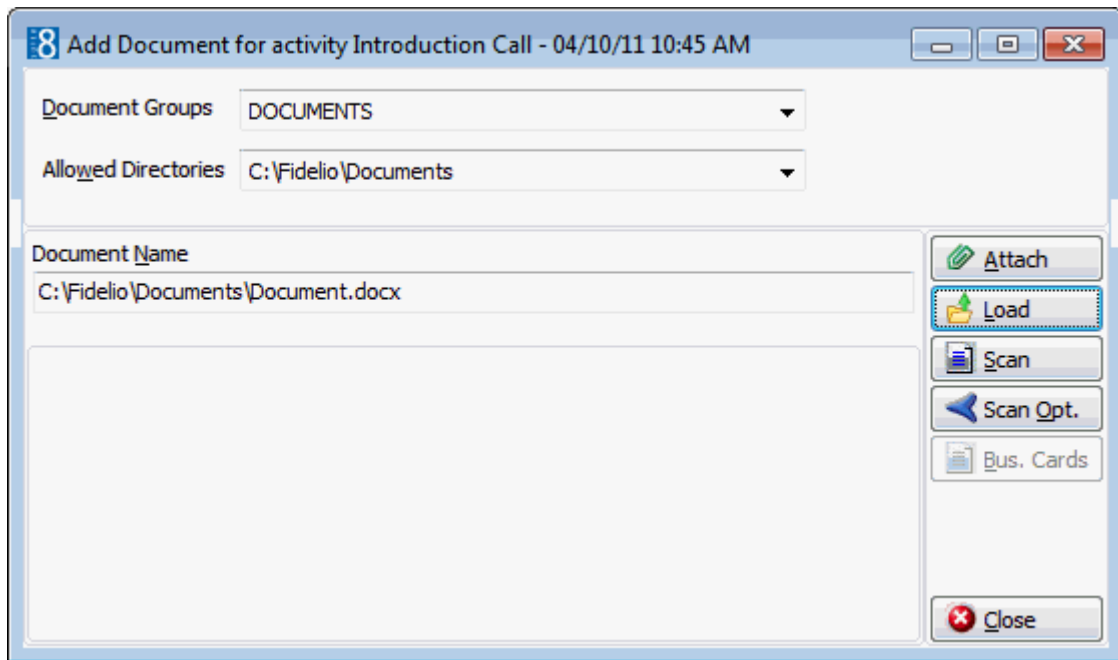 8 Add Document for activity Introduction Call - 04/10/11 10:45 AM
Document Groups DOCUMENTS
Allowed Directories C:\Fidelio\Documents
Document Name
C:\Fidelio\Documents\Document.docx
Attach
Load
Scan
Scan Opt.
Bus. Cards
Close